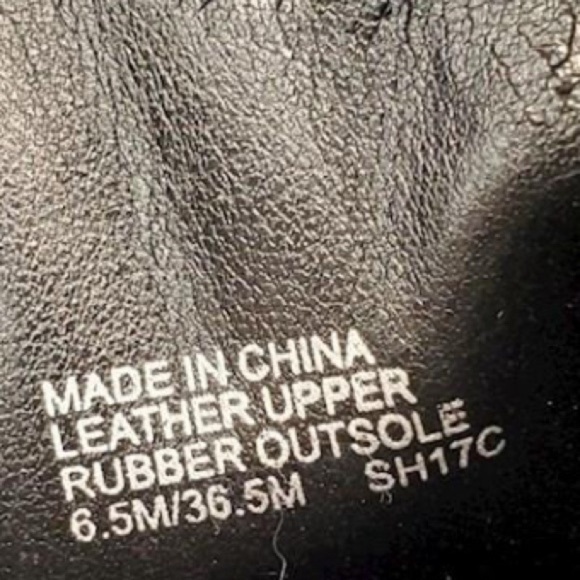 MADE IN CHINA
LEATHER UPPER
RUBBER OUTSOLE
6.5M/36.5M SH17C